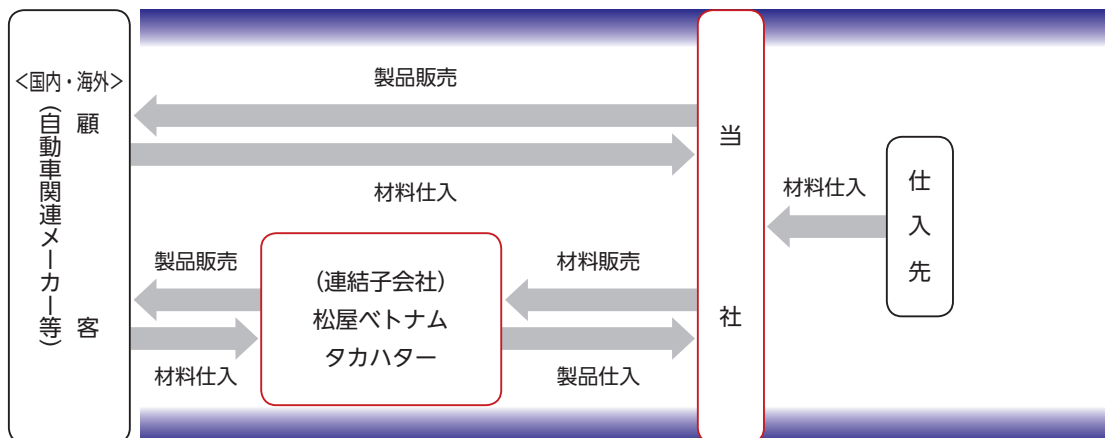 <国内・海外>
顧客
(自動車関連メーカー等)
製品販売
材料仕入
製品販売
材料仕入
(連結子会社)
松屋ベトナム
タカハター
材料販売
製品仕入
当社
材料仕入
仕入先